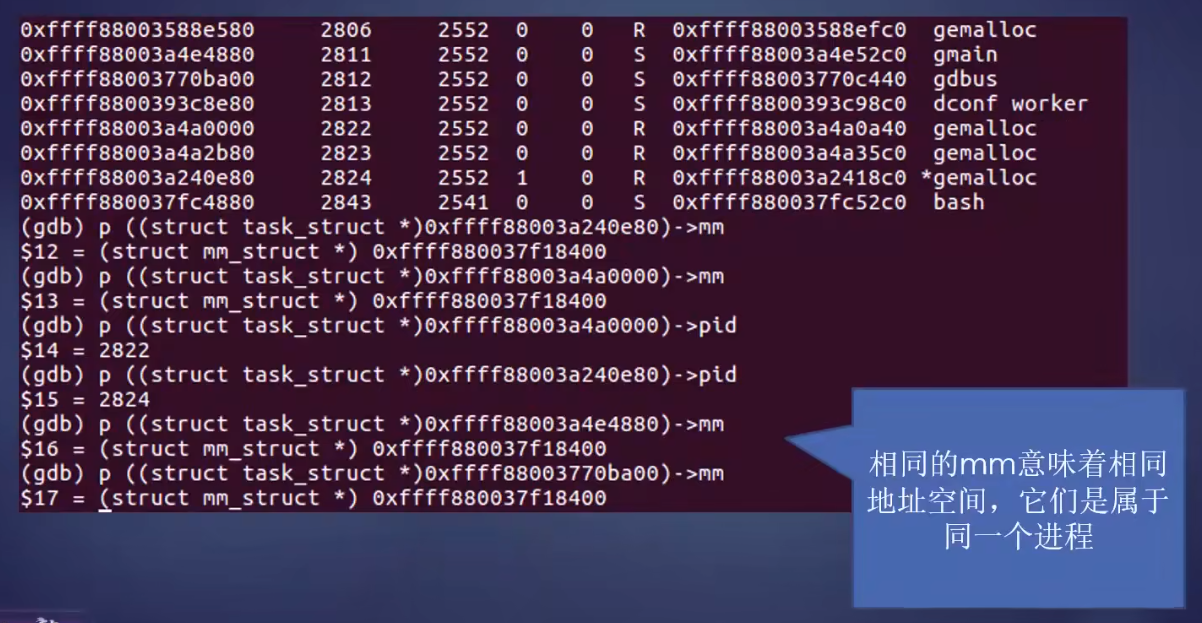 0xffff88003588e580 2806 2552 0 0 R 0xffff88003588efc0 gemalloc
0xffff88003a4e4880 2811 2552 0 0 S 0xffff88003a4e52c0 gmain
0xffff88003770ba00 2812 2552 0 0 S 0xffff88003770c440 gdbus
0xffff8800393c8e80 2813 2552 0 0 S 0xffff8800393c98c0 dconf worker
0xffff88003a4a0000 2822 2552 0 0 R 0xffff88003a4a0a40 gemalloc
0xffff88003a4a2b80 2823 2552 0 0 R 0xffff88003a4a35c0 gemalloc
0xffff88003a240e80 2824 2552 1 0 R 0xffff88003a2418c0 *gemalloc
0xffff880037fc4880 2843 2541 0 0 S 0xffff880037fc52c0 bash
(gdb) p ((struct task_struct *)0xffff88003a240e80)->mm
$12 = (struct mm_struct *) 0xffff880037f18400
(gdb) p ((struct task_struct *)0xffff88003a4a0000)->mm
$13 = (struct mm_struct *) 0xffff880037f18400
(gdb) p ((struct task_struct *)0xffff88003a4a0000)->pid
$14 = 2822
(gdb) p ((struct task_struct *)0xffff88003a240e80)->pid
$15 = 2824
(gdb) p ((struct task_struct *)0xffff88003a4e4880)->mm
$16 = (struct mm_struct *) 0xffff880037f18400
(gdb) p ((struct task_struct *)0xffff88003770ba00)->mm
$17 = (struct mm_struct *) 0xffff880037f18400
相同的mm意味着相同
地址空间，它们是属于
同一个进程